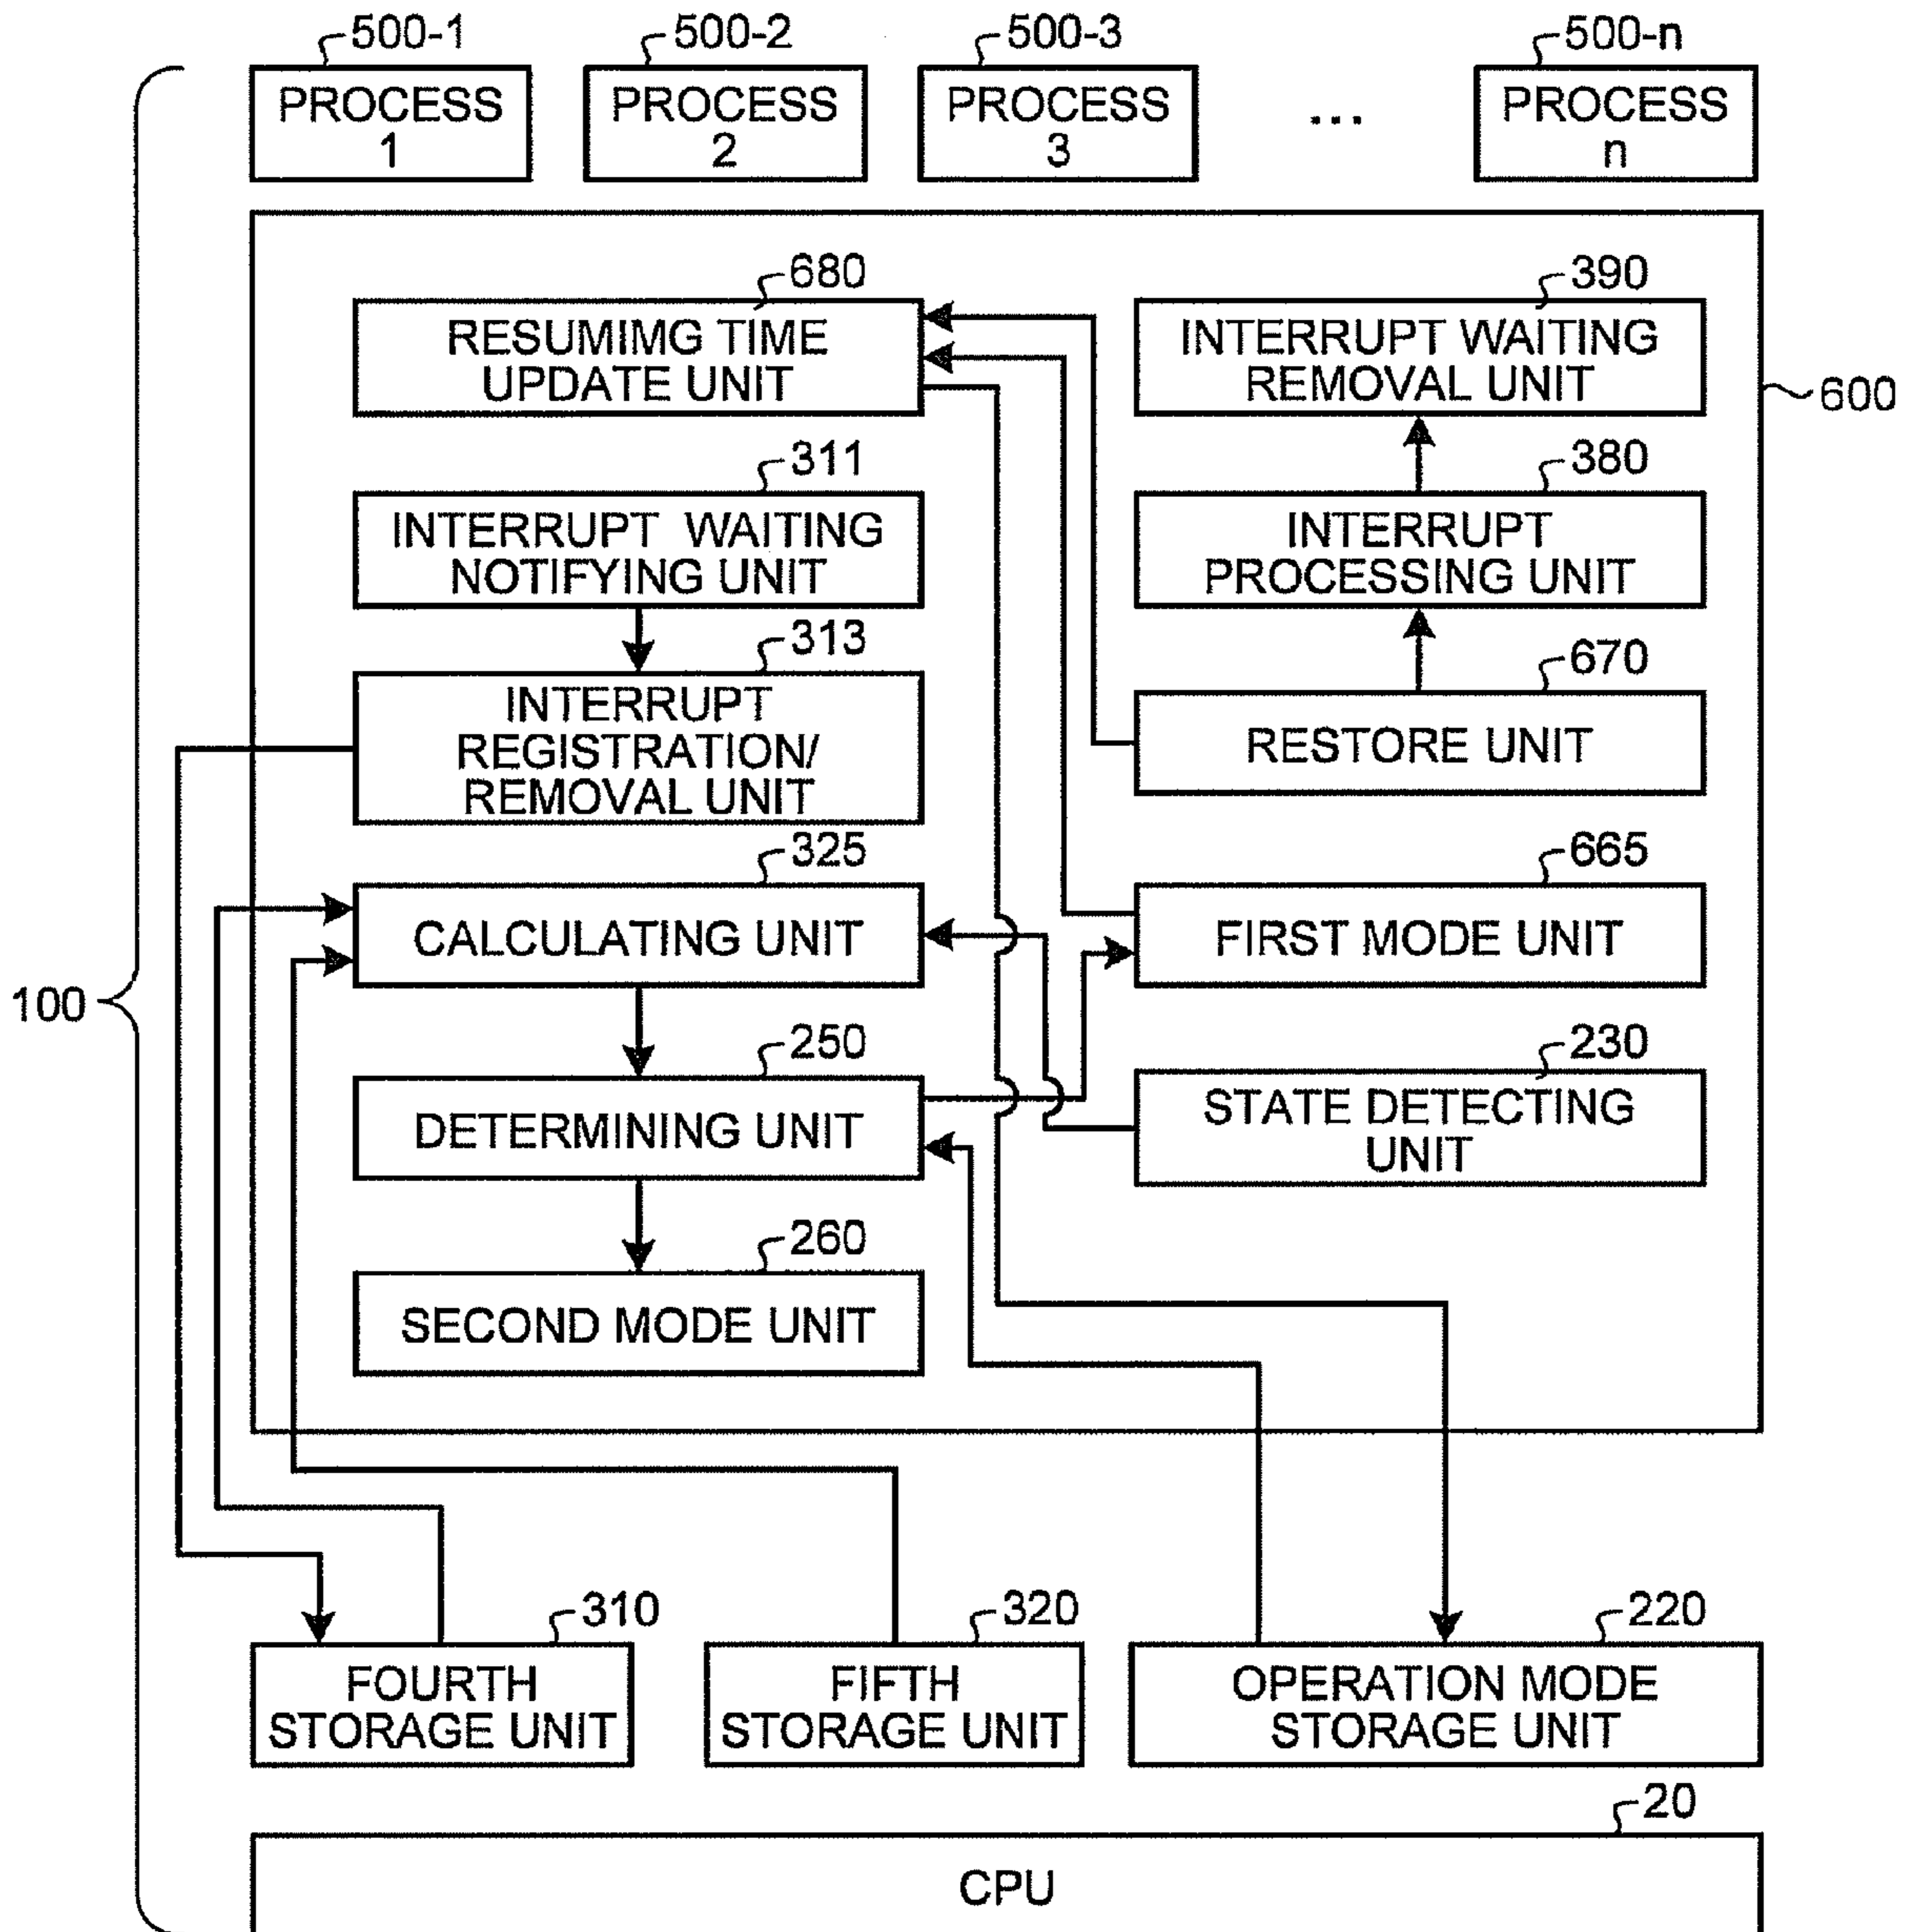 500-1
500-2
500-3
500-n
PROCESS
1
PROCESS
2
PROCESS
3
...
PROCESS
n
680
390
RESUMIMG TIME
UPDATE UNIT
INTERRUPT WAITING
REMOVAL UNIT
600
311
380
INTERRUPT WAITING
NOTIFYING UNIT
INTERRUPT
PROCESSING UNIT
313
670
INTERRUPT
REGISTRATION/
REMOVAL UNIT
RESTORE UNIT
325
665
CALCULATING UNIT
FIRST MODE UNIT
100
250
230
DETERMINING UNIT
STATE DETECTING
UNIT
260
SECOND MODE UNIT
310
320
220
FOURTH
STORAGE UNIT
FIFTH
STORAGE UNIT
OPERATION MODE
STORAGE UNIT
20
CPU